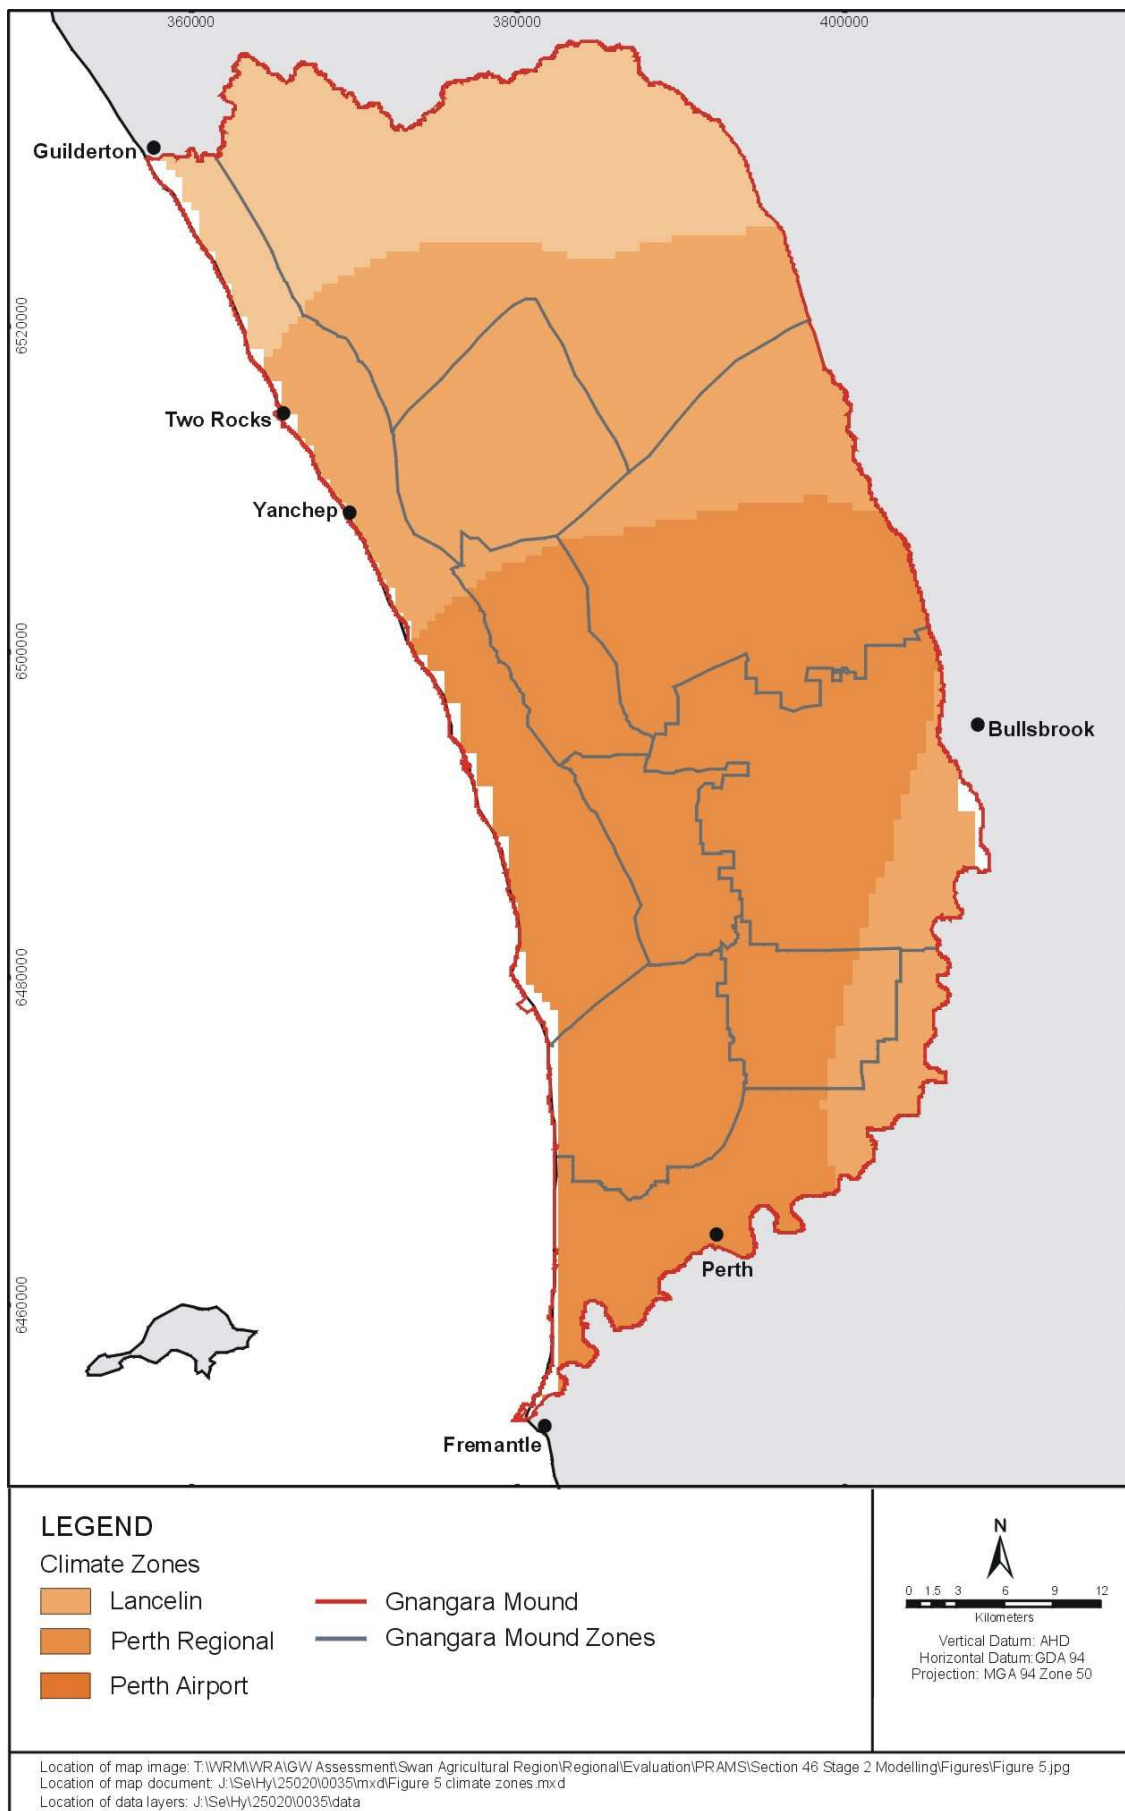 360000 380000 400000
Guilderton
6520000
Two Rocks
Yanchep
6500000
Bullsbrook
6480000
Perth
6460000
Fremantle
LEGEND
Climate Zones
Lancelin
Perth Regional
Perth Airport
Gnangara Mound
Gnangara Mound Zones
N
0 1.5 3 6 9 12
Kilometers
Vertical Datum: AHD
Horizontal Datum:GDA 94
Projection: MGA 94 Zone 50
Location of map image: T:\WRM\WRA\GW Assessment\Swan Agricultural Region\Regional\Evaluation\PRAMS\Section 46 Stage 2 Modelling\Figures\Figure 5.jpg
Location of map document: J:\Se\Hy\25020\0035\mxd\Figure 5 climate zones.mxd
Location of data layers: J:\Se\Hy\25020\0035\data